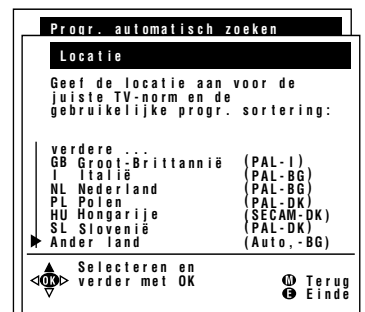 Progr. automatisch zoeken
Locatie
Geef de locatie aan voor de
juiste TV-norm en de
gebruikelijke progr. sortering:
verdere ...
GB Groot-Brittannië (PAL-I)
I Italië (PAL-BG)
NL Nederland (PAL-BG)
PL Polen (PAL-DK)
HU Hongarije (SECAM-DK)
SL Slovenië (PAL-DK)
Ander land (Auto,-BG)
Selecteren en
OK verder met OK
M Terug
E Einde